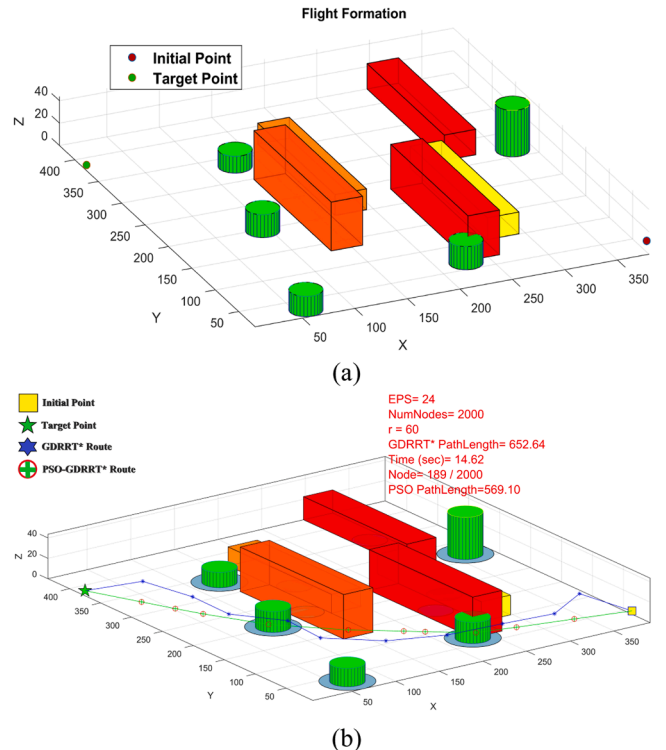 Flight Formation
Initial Point
Target Point
40
20
0
Z
400
350
300
250
200
150
100
50
Y
50
100
150
200
250
300
350
X
(a)
Initial Point
Target Point
GDRRT* Route
PSO-GDRRT* Route
EPS= 24
NumNodes= 2000
r = 60
GDRRT* PathLength= 652.64
Time (sec)= 14.62
Node= 189 / 2000
PSO PathLength=569.10
40
20
0
Z
400
350
300
250
200
150
100
50
Y
50
100
150
200
250
300
350
X
(b)